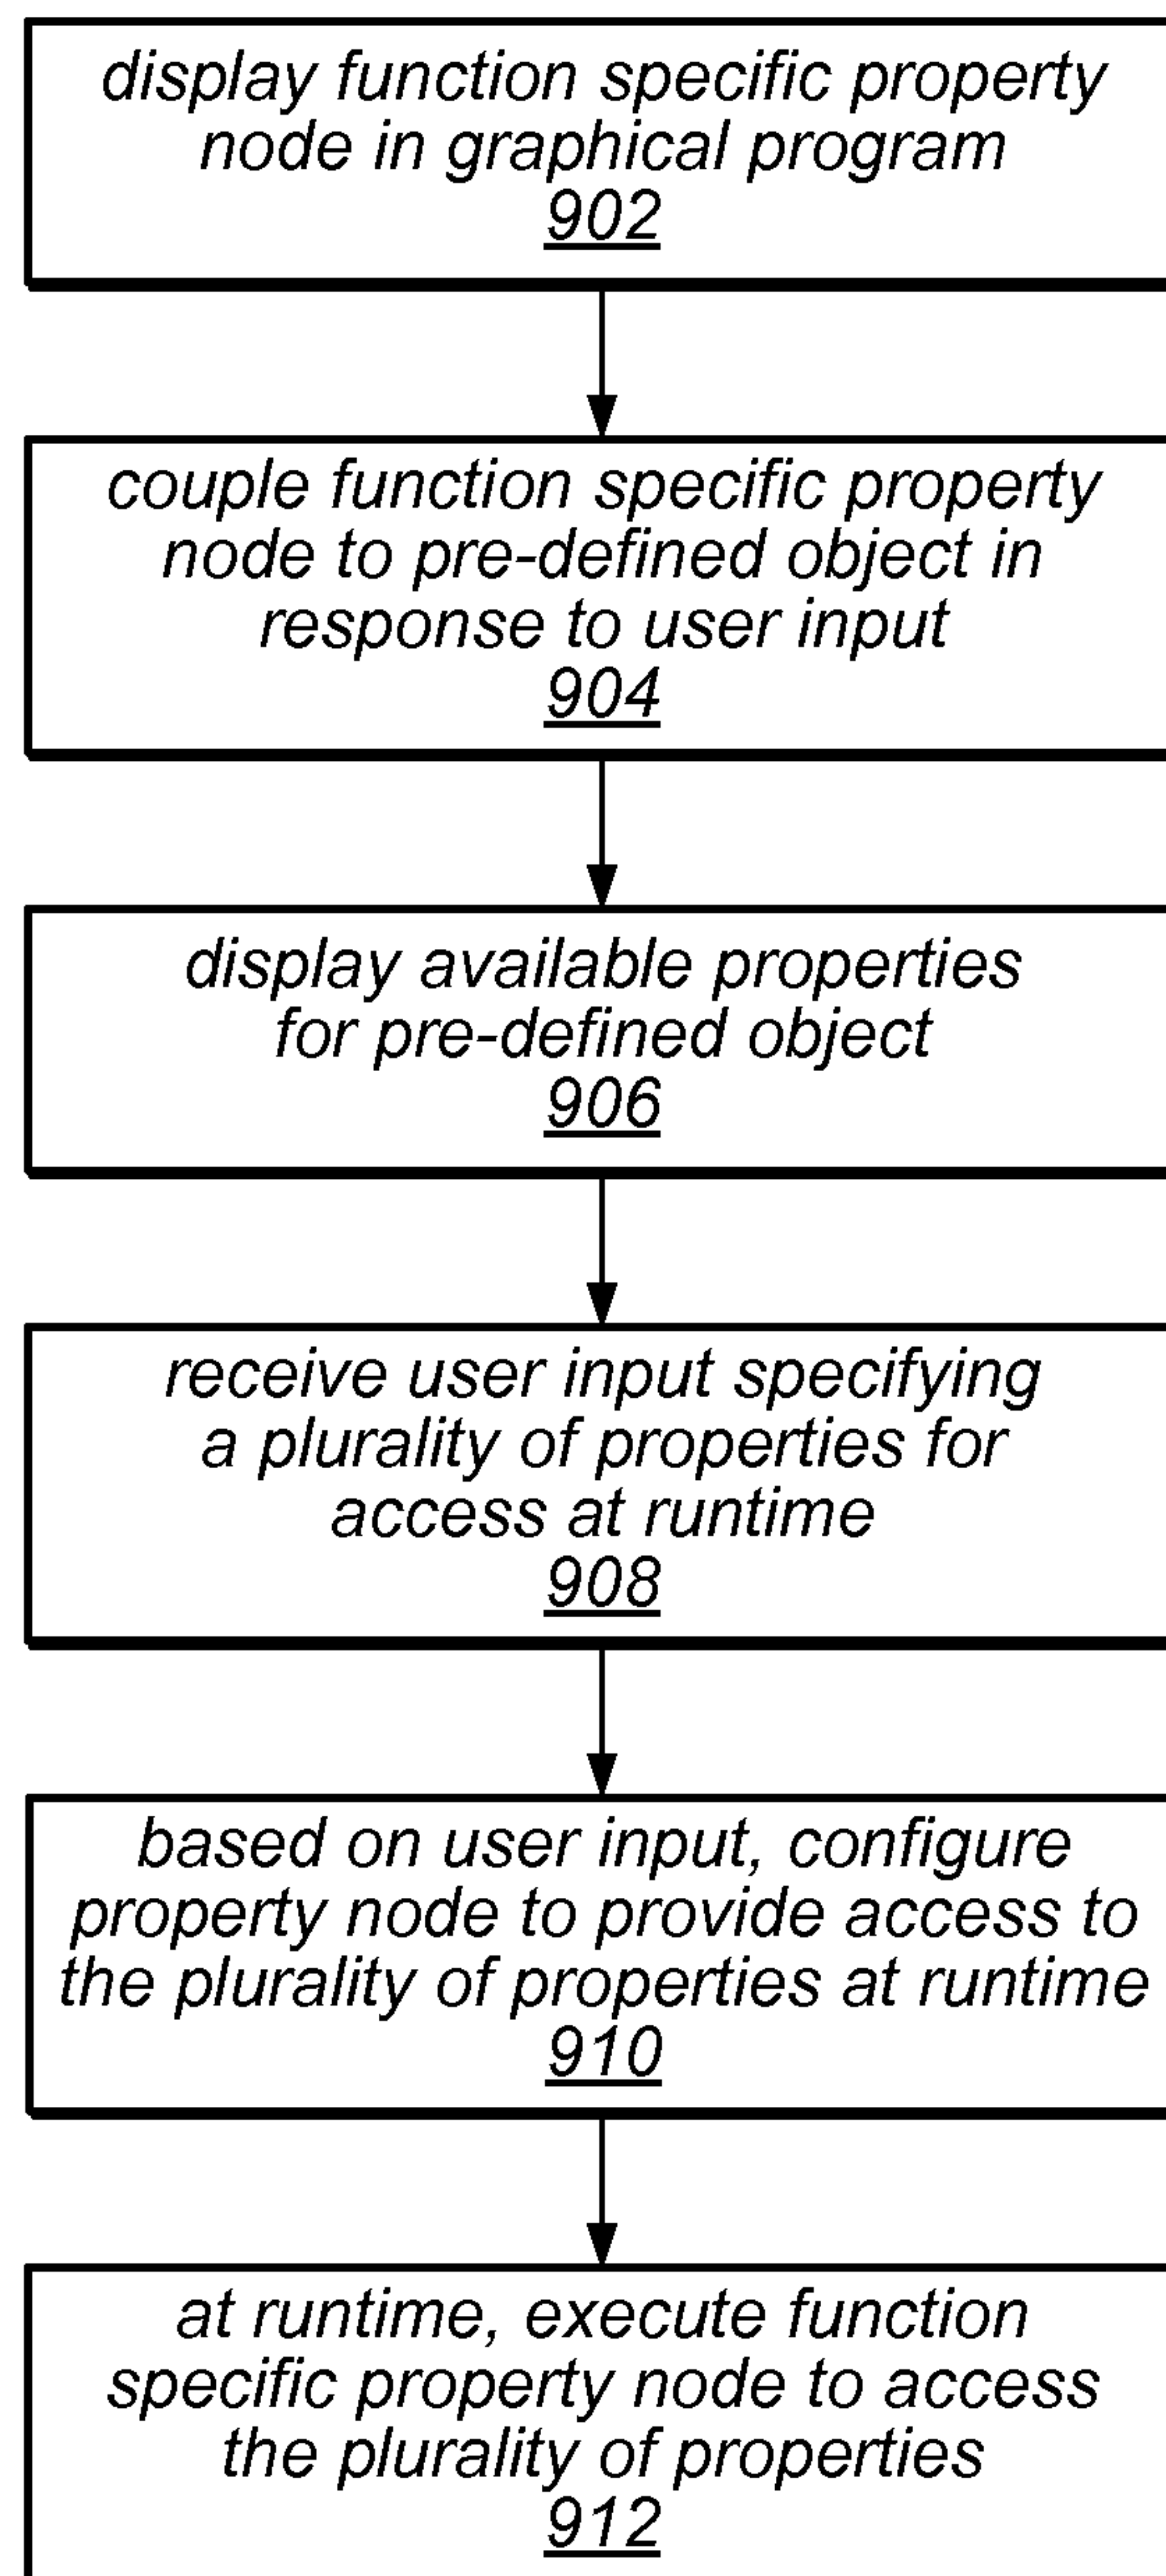 display function specific property
node in graphical program
902
couple function specific property
node to pre-defined object in
response to user input
904
display available properties
for pre-defined object
906
receive user input specifying
a plurality of properties for
access at runtime
908
based on user input, configure
property node to provide access to
the plurality of properties at runtime
910
at runtime, execute function
specific property node to access
the plurality of properties
912